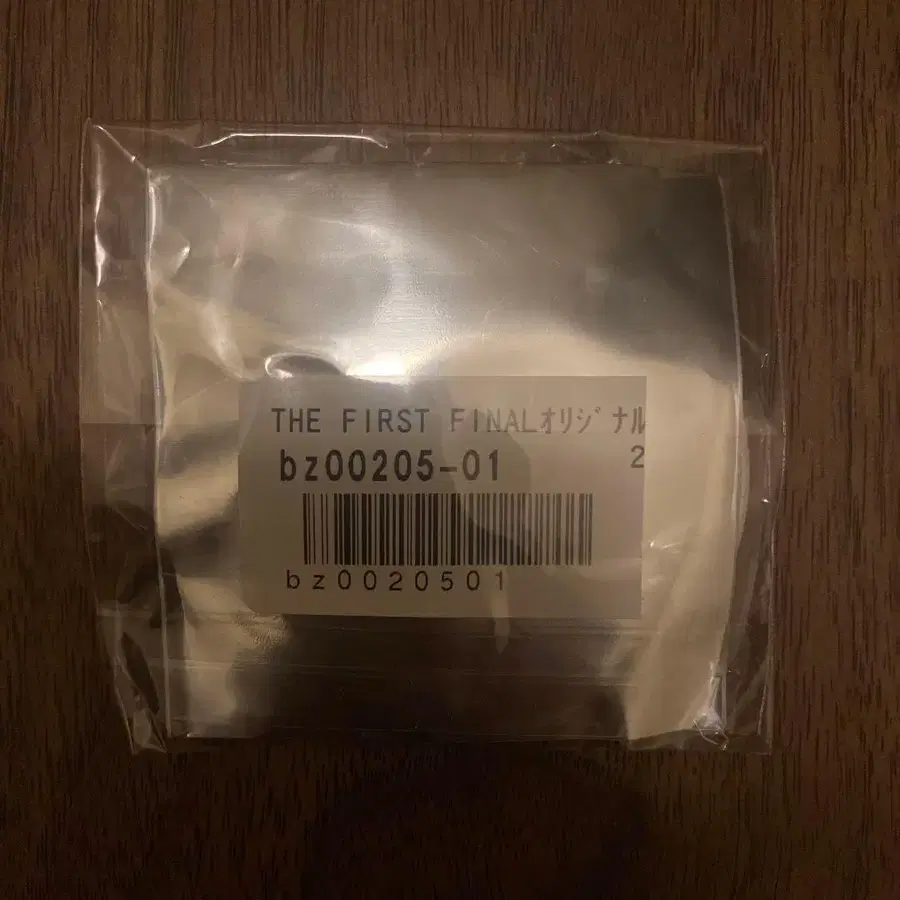 THE FIRST FINALｵﾘｼﾞﾅﾙ
bz00205-01 2
bz0020501